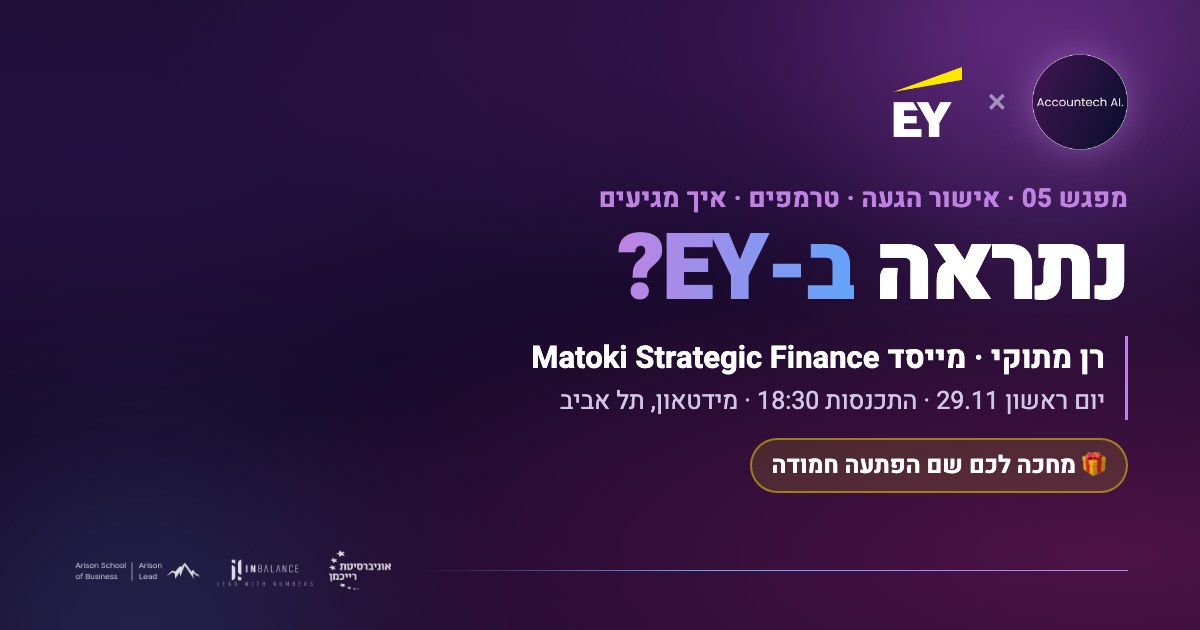 Accountech AI.
×
EY
מפגש 05 · אישור הגעה · טרמפים · איך מגיעים
נתראה ב-EY?
רן מתוקי · מייסד Matoki Strategic Finance
יום ראשון 29.11 · התכנסות 18:30 · מידטאון, תל אביב
🎁 מחכה לכם שם הפתעה חמודה
אוניברסיטת
רייכמן
INBALANCE
LEAD WITH NUMBERS
Arison School
of Business
Arison
Lead